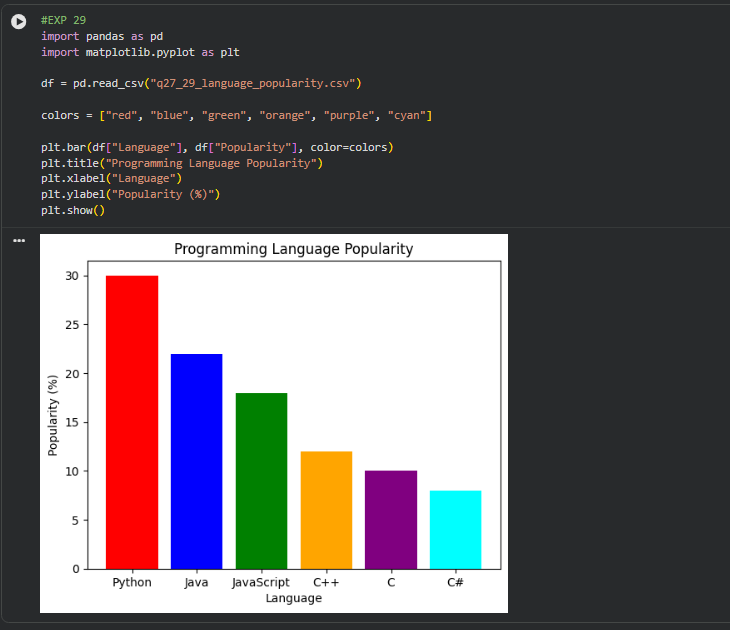 #EXP 29
import pandas as pd
import matplotlib.pyplot as plt
df = pd.read_csv("q27_29_language_popularity.csv")
colors = ["red", "blue", "green", "orange", "purple", "cyan"]
plt.bar(df["Language"], df["Popularity"], color=colors)
plt.title("Programming Language Popularity")
plt.xlabel("Language")
plt.ylabel("Popularity (%)")
plt.show()
Programming Language Popularity
30
25
20
15
10
5
0
Popularity (%)
Python Java JavaScript C++ C C#
Language